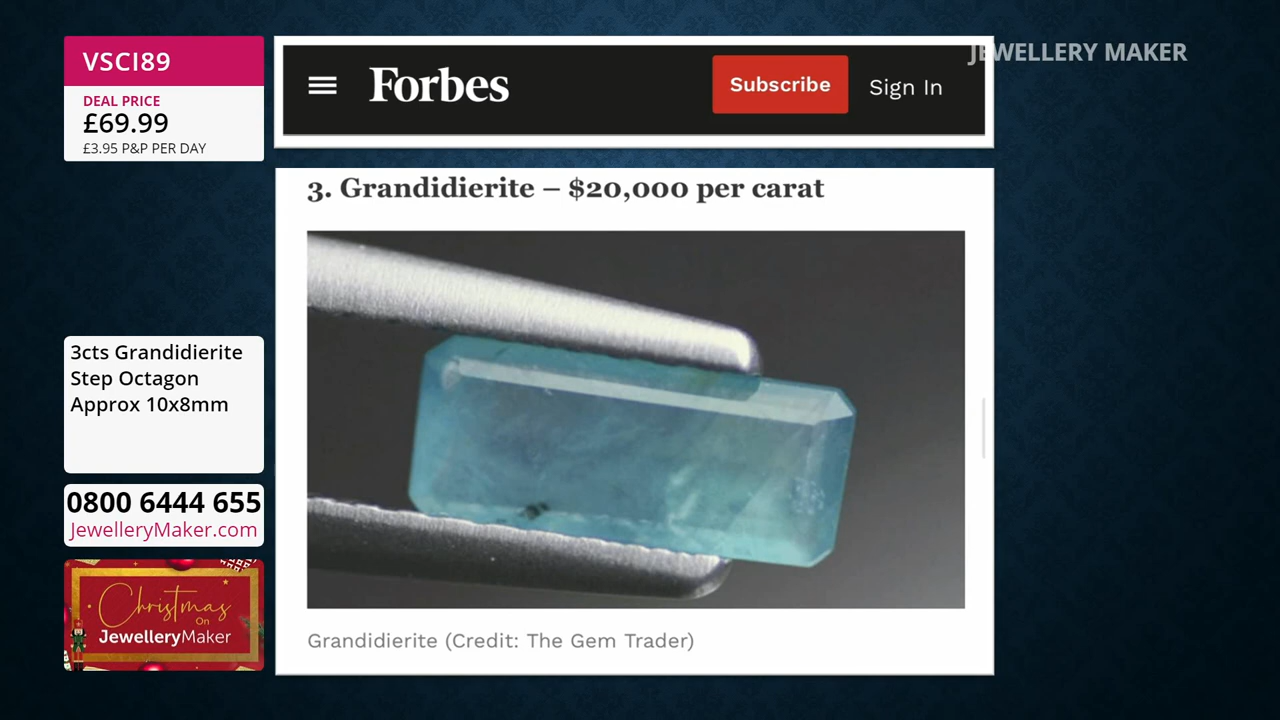 VSCI89
DEAL PRICE
£69.99
£3.95 P&P PER DAY
Forbes
Subscribe
Sign In
JEWELLERY MAKER
3. Grandidierite – $20,000 per carat
3cts Grandidierite
Step Octagon
Approx 10x8mm
0800 6444 655
JewelleryMaker.com
Christmas
On
JewelleryMaker
Grandidierite (Credit: The Gem Trader)